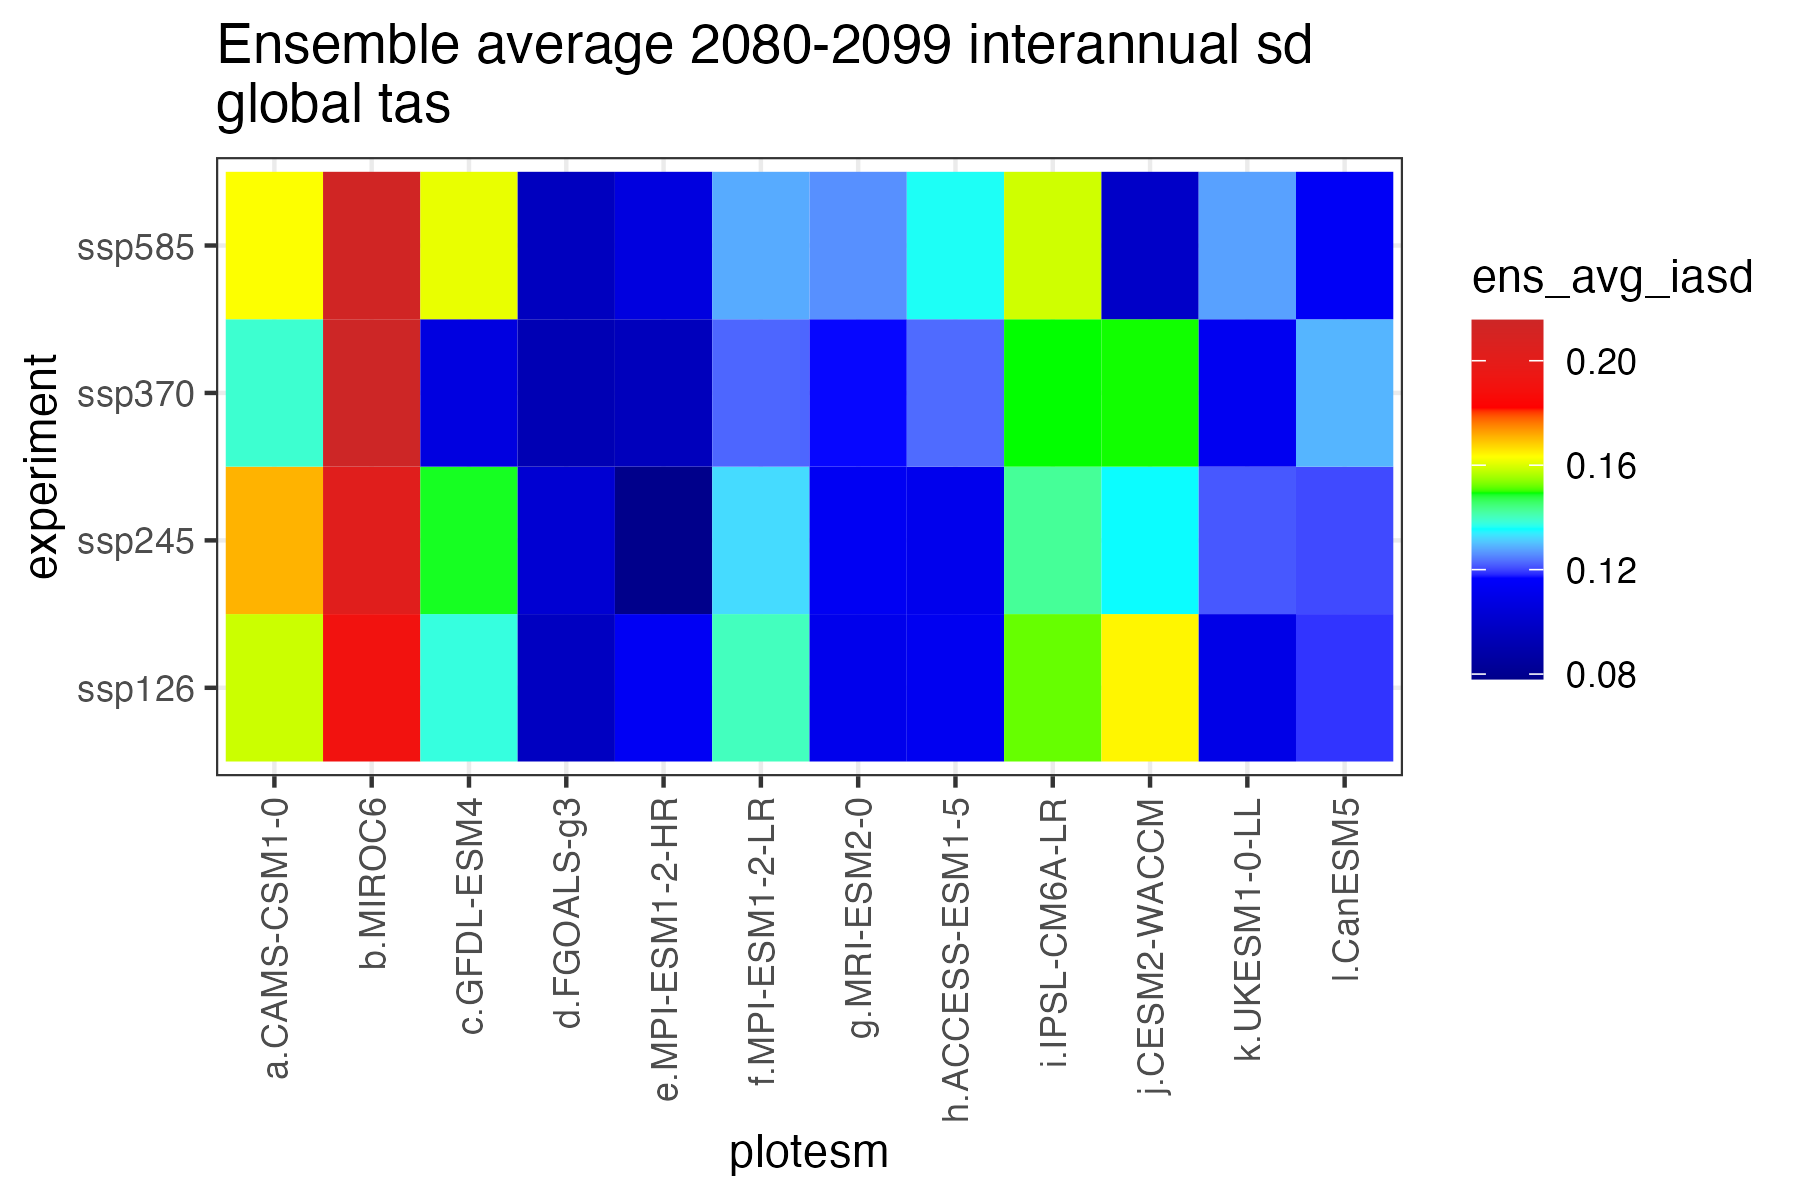 Ensemble average 2080-2099 interannual sd
global tas
experiment
ssp585
ssp370
ssp245
ssp126
a.CAMS-CSM1-0
b.MIROC6
c.GFDL-ESM4
d.FGOALS-g3
e.MPI-ESM1-2-HR
f.MPI-ESM1-2-LR
g.MRI-ESM2-0
h.ACCESS-ESM1-5
i.IPSL-CM6A-LR
j.CESM2-WACCM
k.UKESM1-0-LL
l.CanESM5
plotesm
ens_avg_iasd
0.20
0.16
0.12
0.08